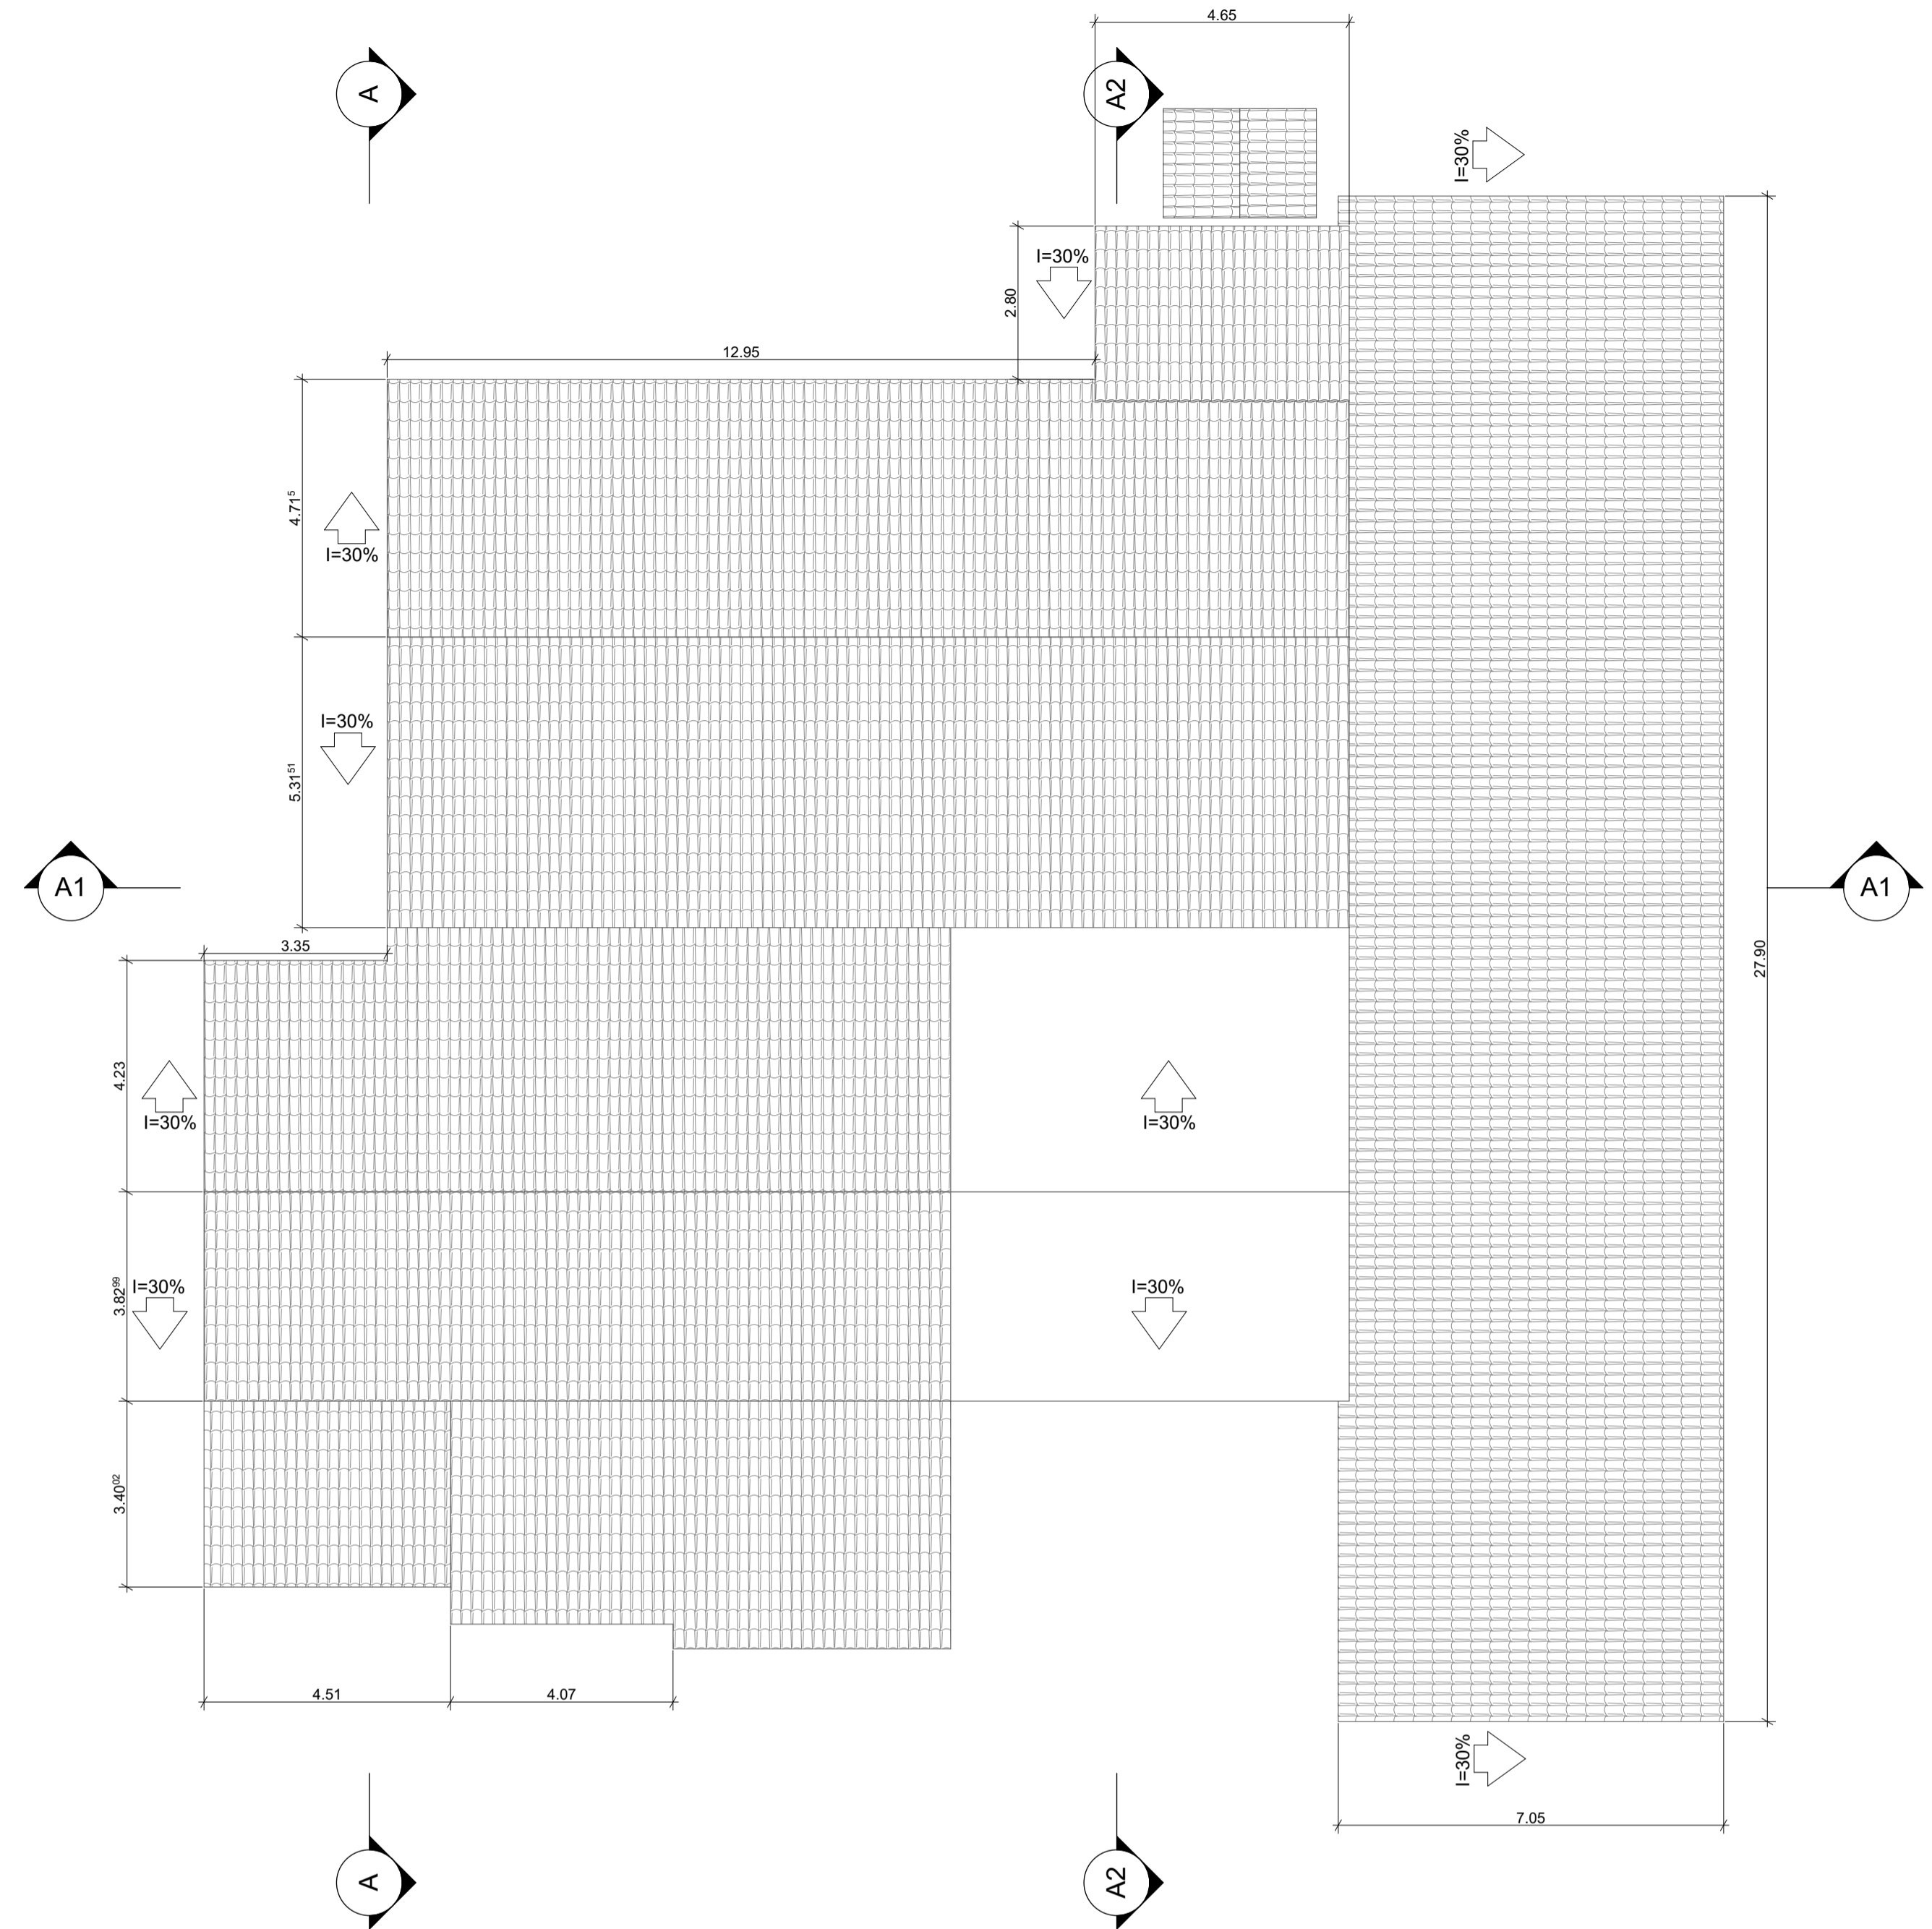 4.65
A
A2
I=30%
I=30%
2.80
12.95
4.71⁵
I=30%
I=30%
5.31⁵¹
A1
A1
3.35
27.90
4.23
I=30%
I=30%
I=30%
I=30%
3.82⁹⁹
3.40⁰²
4.51
4.07
I=30%
7.05
A
A2